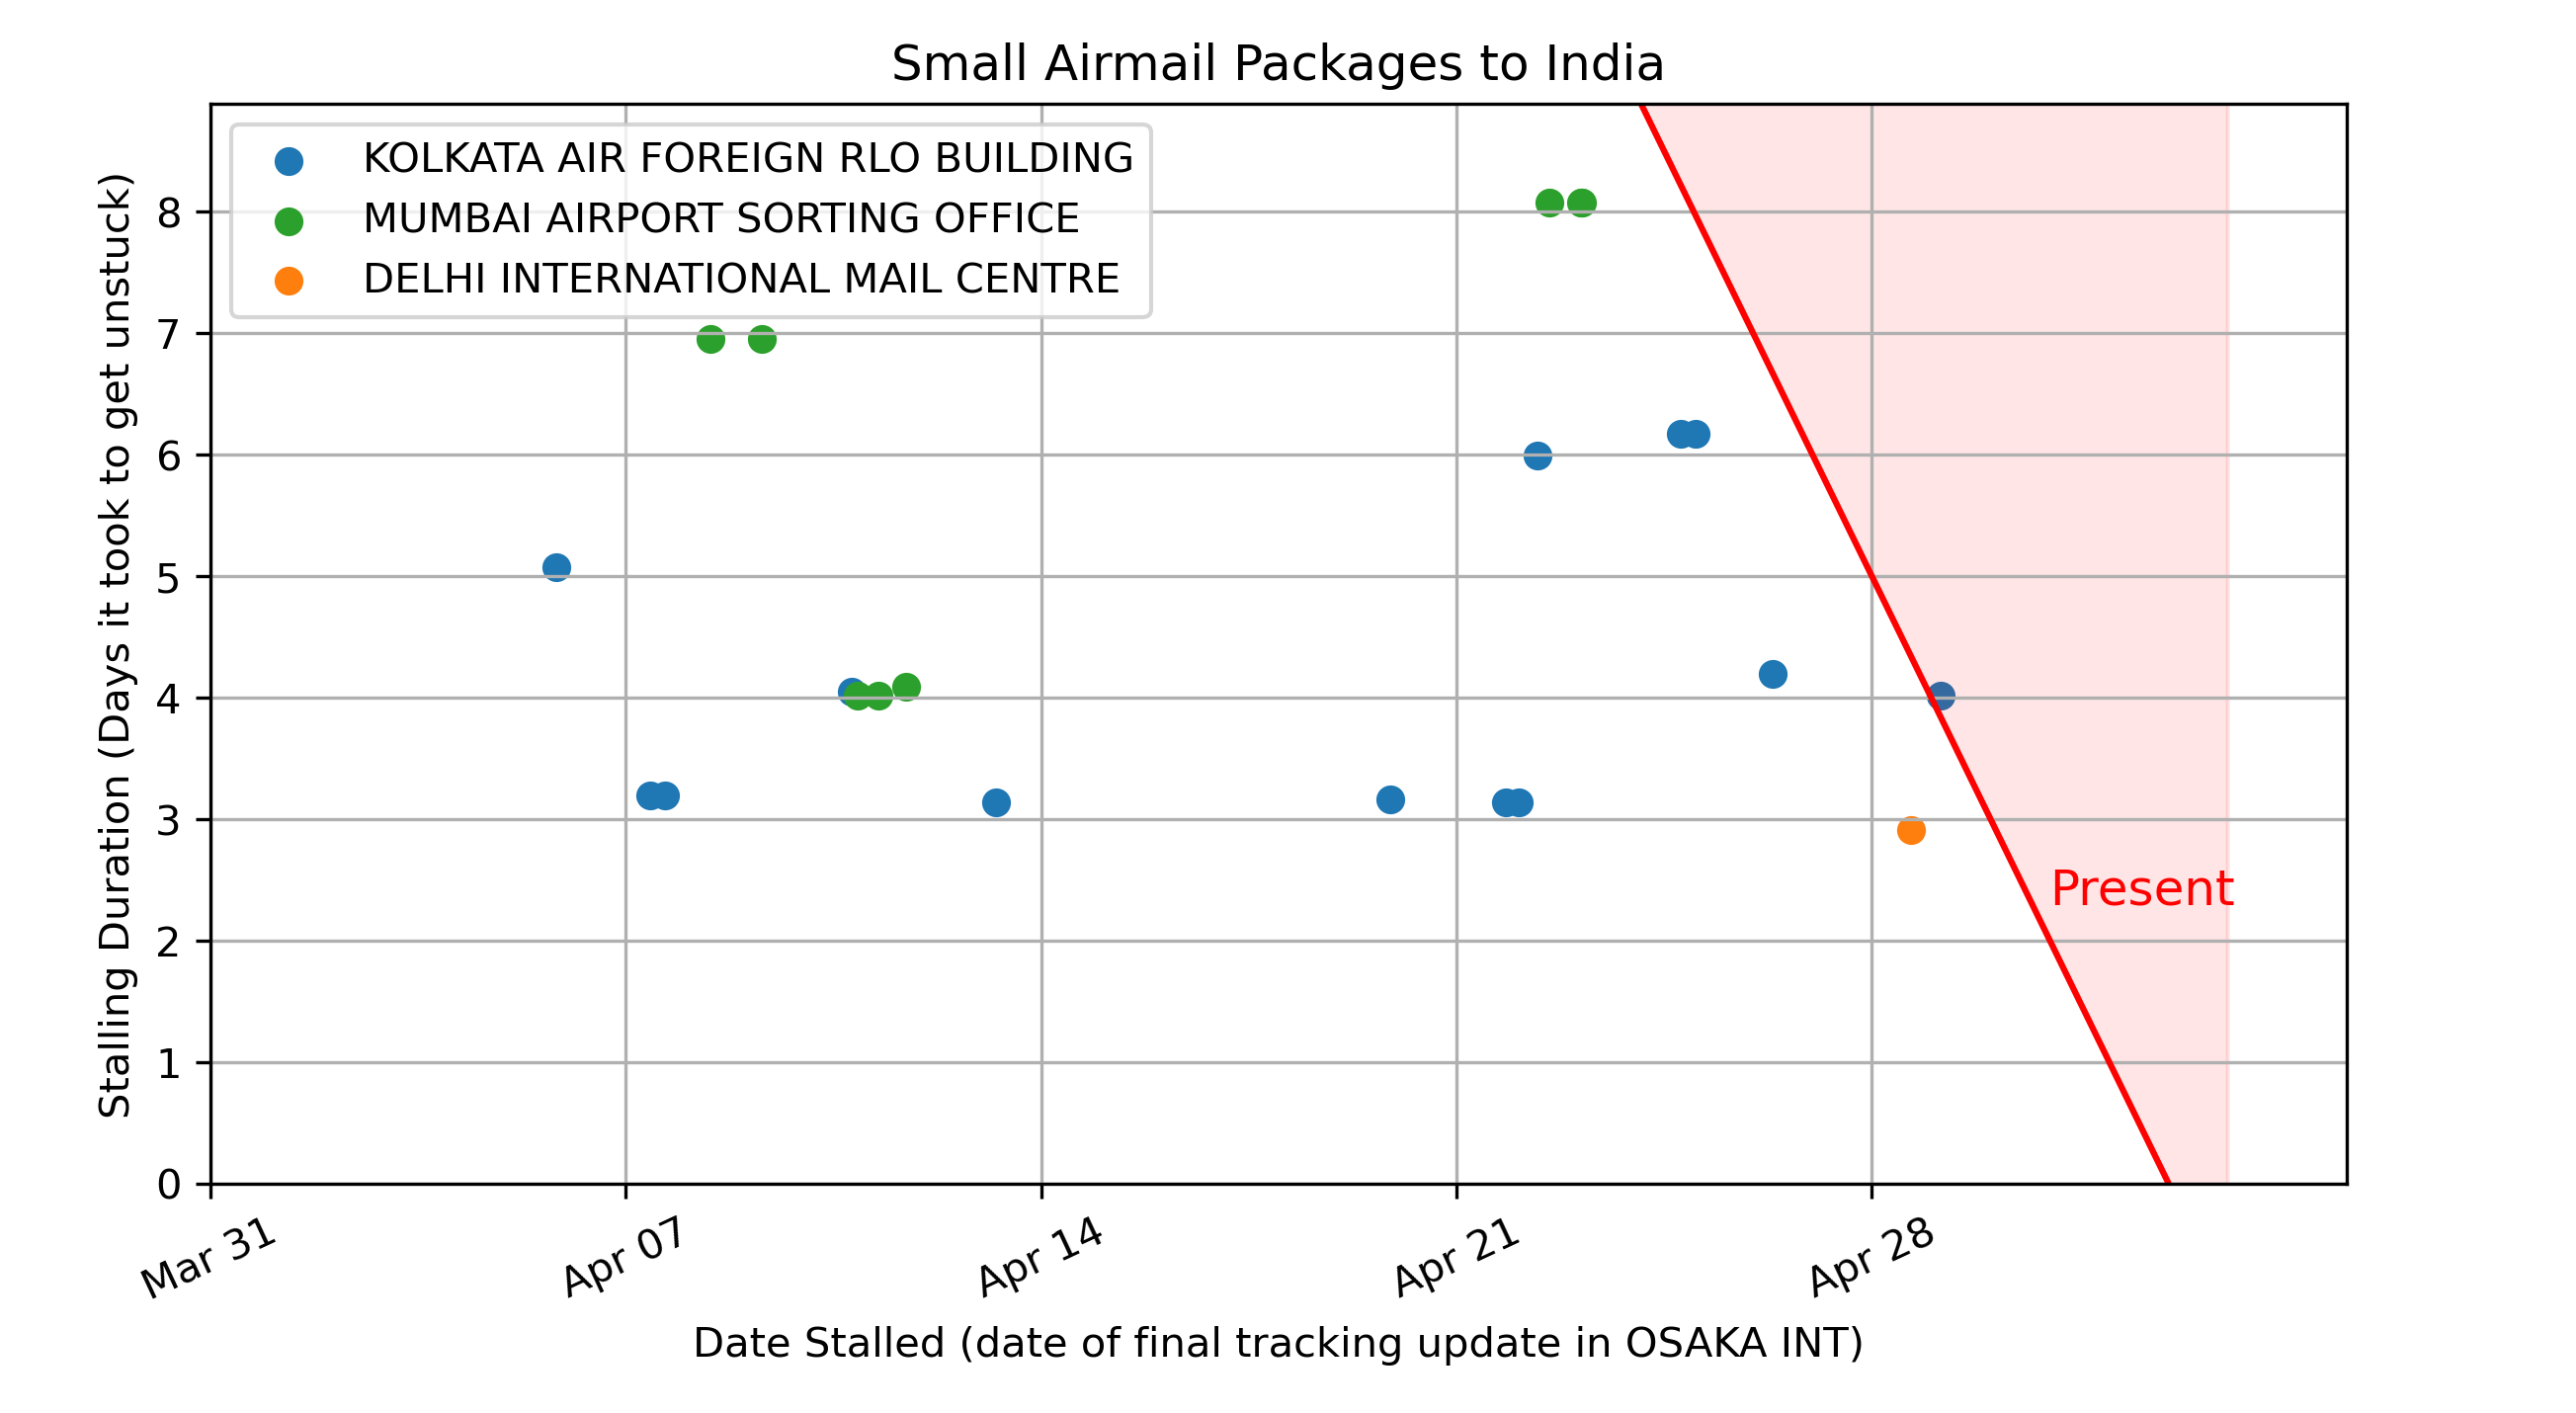 Small Airmail Packages to India
KOLKATA AIR FOREIGN RLO BUILDING
MUMBAI AIRPORT SORTING OFFICE
DELHI INTERNATIONAL MAIL CENTRE
Stalling Duration (Days it took to get unstuck)
8
7
6
5
4
3
2
1
0
Present
Mar 31
Apr 07
Apr 14
Apr 21
Apr 28
Date Stalled (date of final tracking update in OSAKA INT)